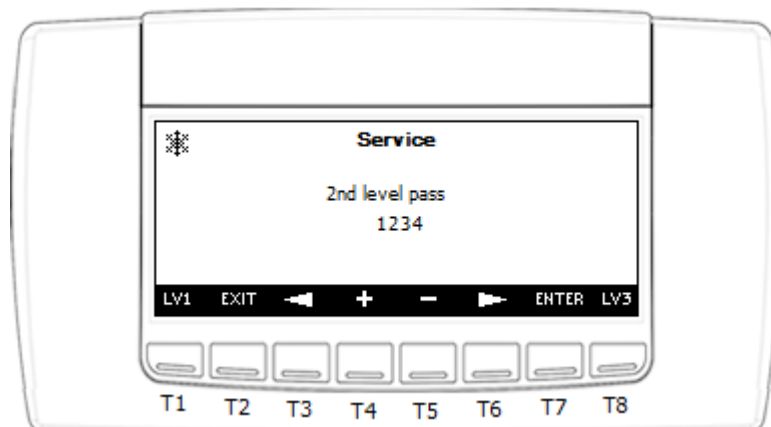 Service
2nd level pass
1234
LV1 EXIT + - ENTER LV3
T1 T2 T3 T4 T5 T6 T7 T8